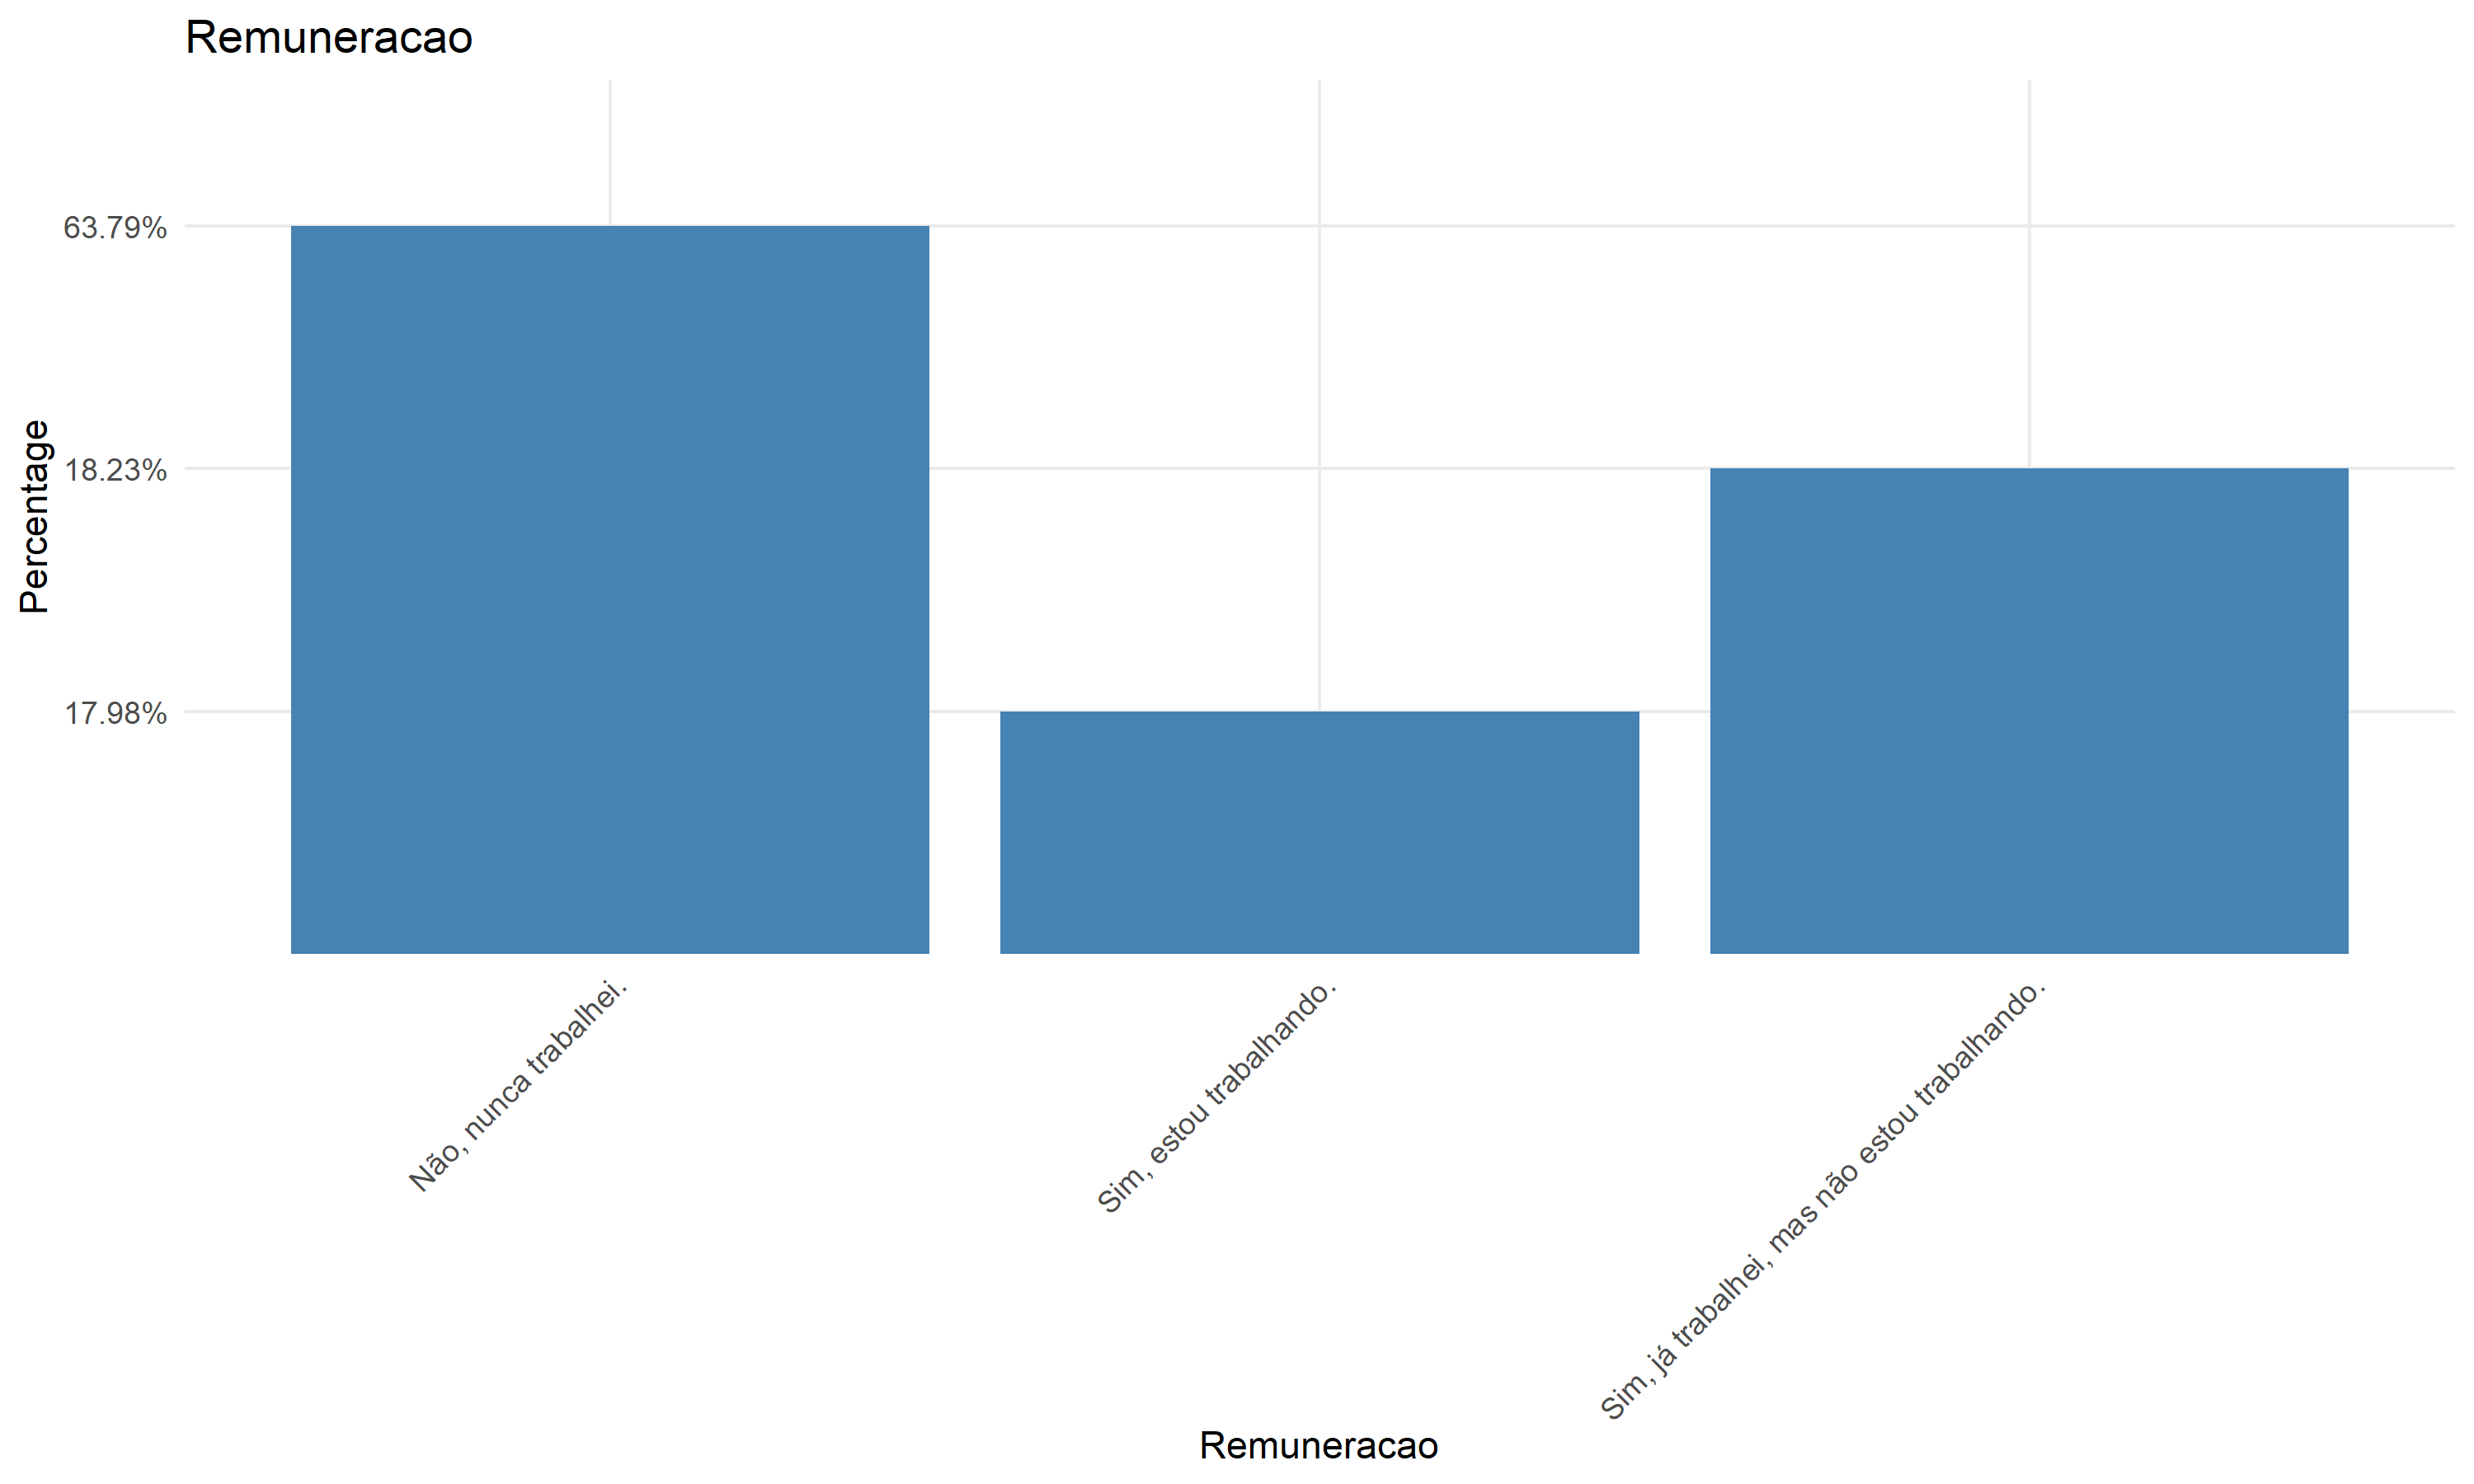 Remuneracao
Percentage
63.79%
18.23%
17.98%
Não, nunca trabalhei.
Sim, estou trabalhando.
Sim, já trabalhei, mas não estou trabalhando.
Remuneracao